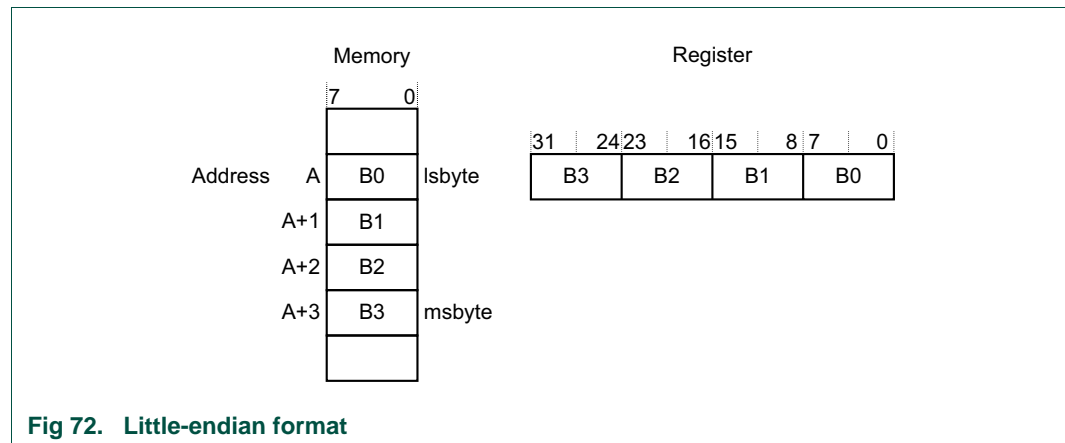 Memory Register
7 0
31 24 23 16 15 8 7 0
Address A B0 lsbyte B3 B2 B1 B0
A+1 B1
A+2 B2
A+3 B3 msbyte
Fig 72. Little-endian format